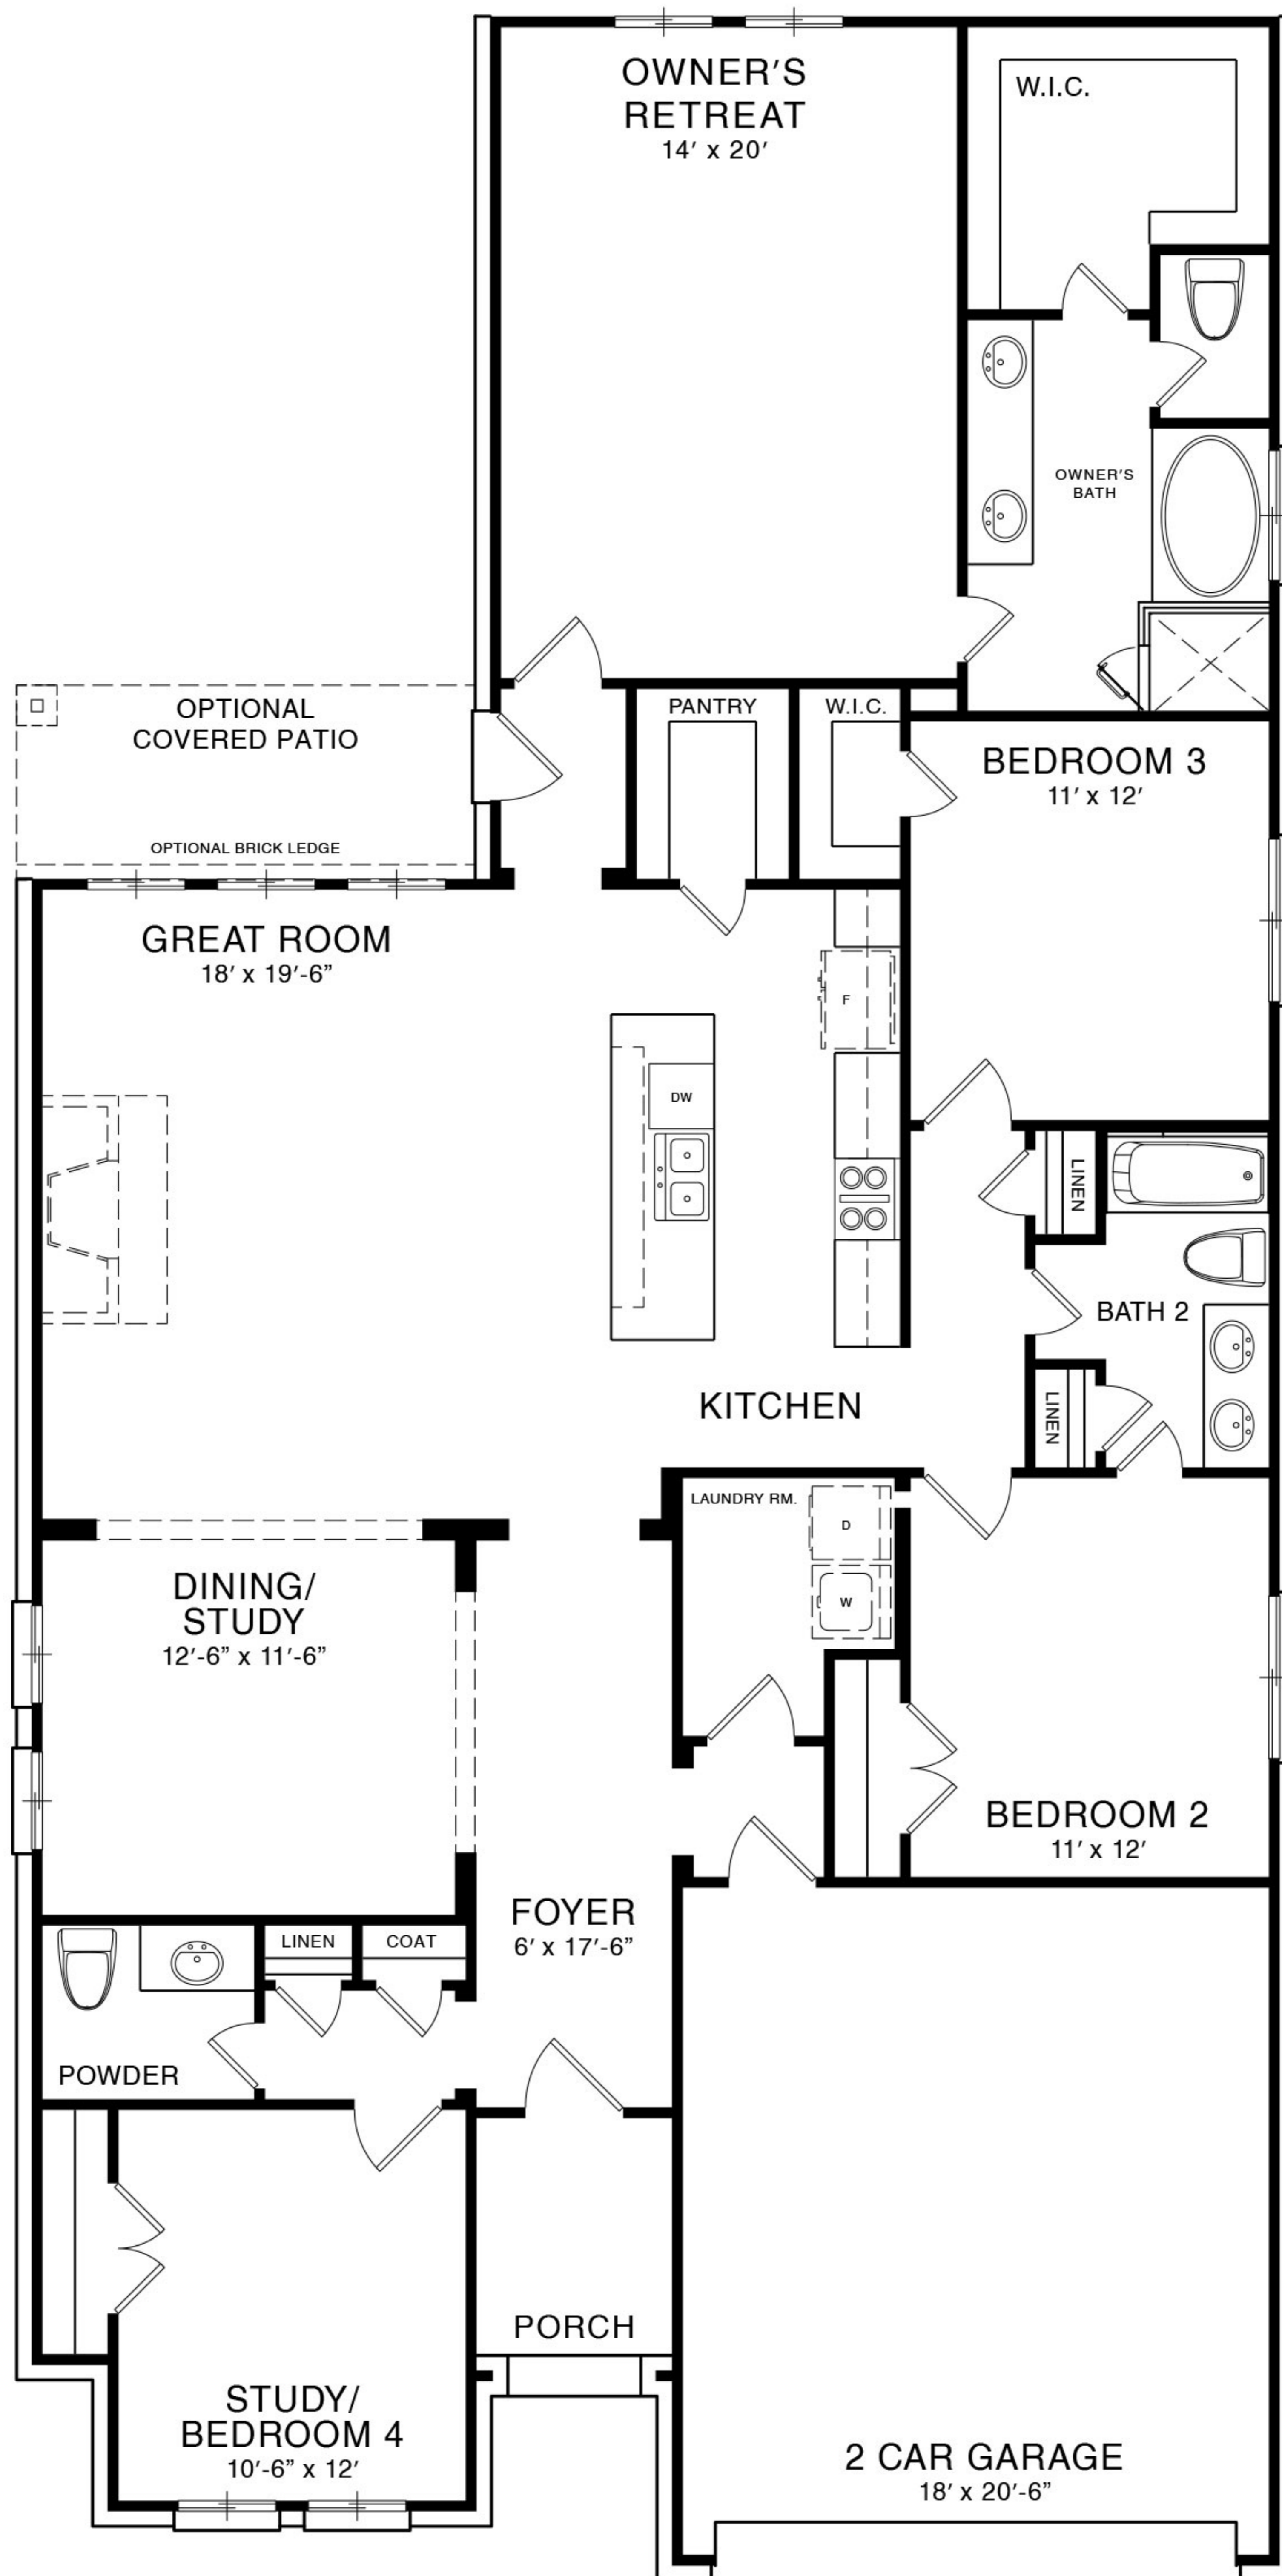 OWNER'S
RETREAT
14′ x 20′
W.I.C.
OWNER'S
BATH
OPTIONAL
COVERED PATIO
OPTIONAL BRICK LEDGE
PANTRY
W.I.C.
BEDROOM 3
11′ x 12′
GREAT ROOM
18′ x 19′-6”
F
DW
LINEN
BATH 2
LINEN
KITCHEN
LAUNDRY RM.
D
W
DINING/
STUDY
12′-6” x 11′-6”
BEDROOM 2
11′ x 12′
FOYER
6′ x 17′-6”
LINEN
COAT
POWDER
PORCH
STUDY/
BEDROOM 4
10′-6” x 12′
2 CAR GARAGE
18′ x 20′-6”